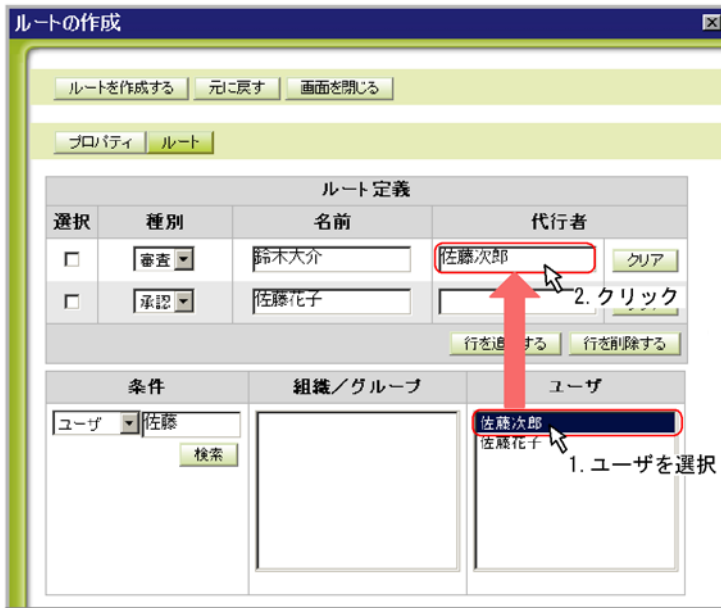 ルートの作成
ルートを作成する 元に戻す 画面を閉じる
プロパティ ルート
ルート定義
選択 種別 名前 代行者
審査 鈴木大介 佐藤次郎 クリア
2.クリック
承認 佐藤花子
行を追 する 行を削除する
条件 組織/グループ ユーザ
ユーザ 佐藤 佐藤次郎
佐藤花子
検索
1.ユーザを選択